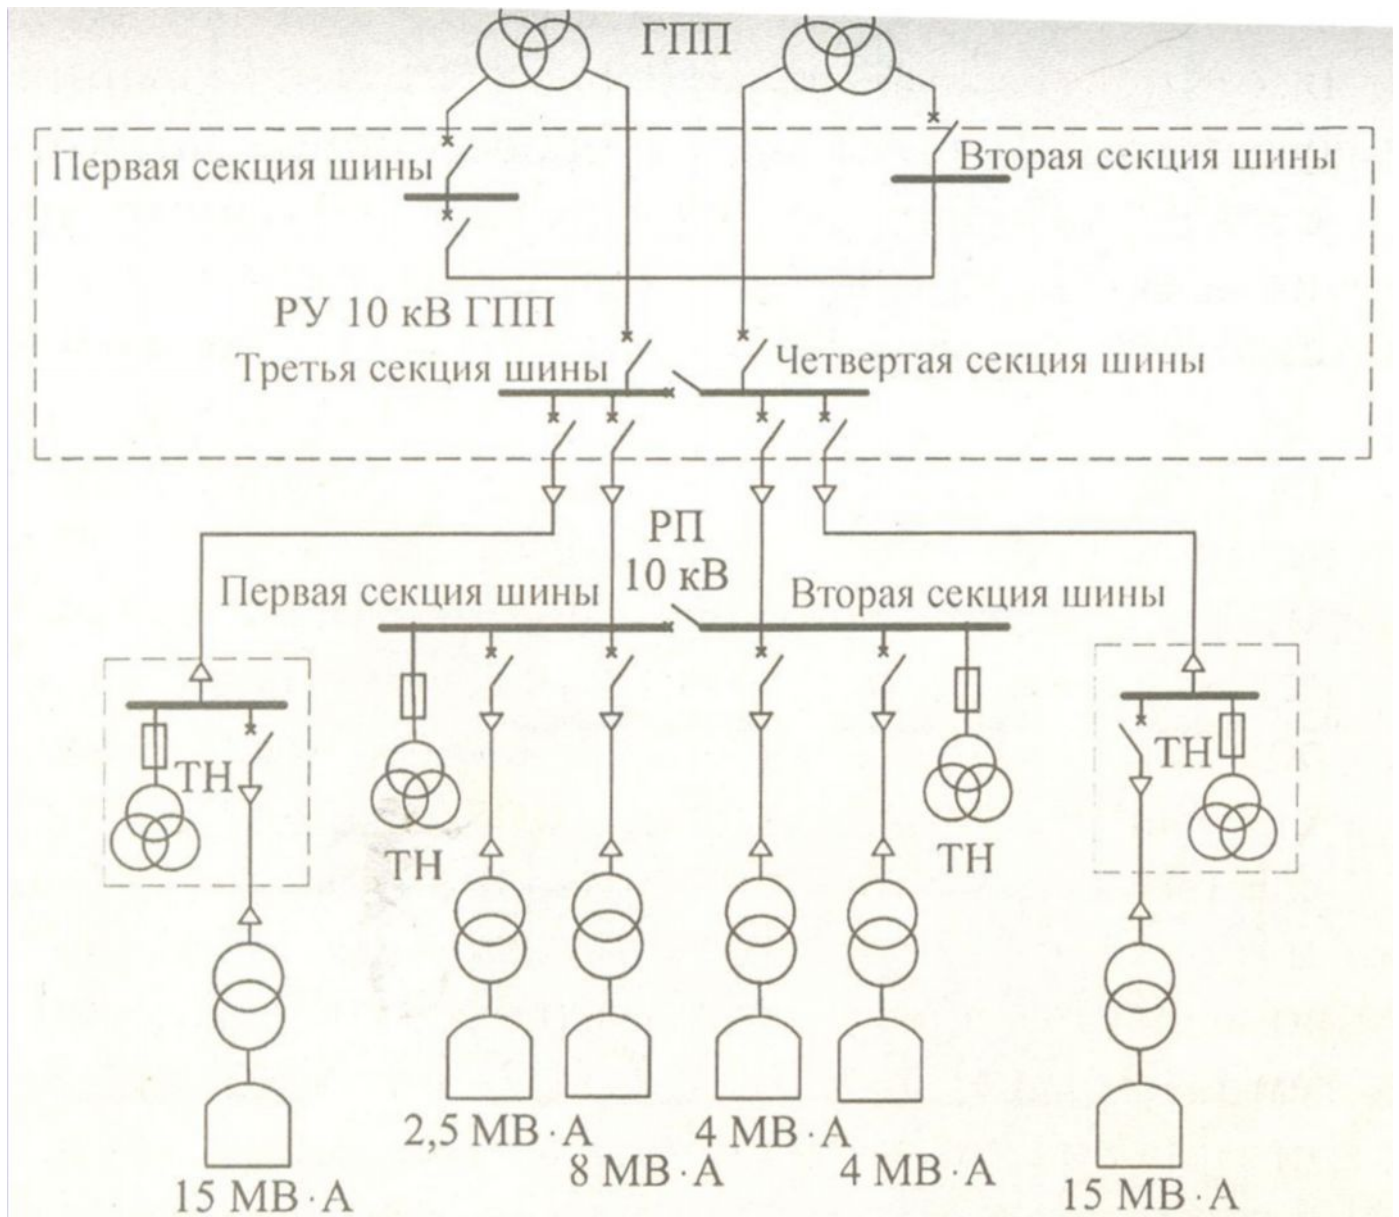 ГПП
Первая секция шины
Вторая секция шины
РУ 10 кВ ГПП
Третья секция шины
Четвертая секция шины
РП
10 кВ
Первая секция шины
Вторая секция шины
ТН
ТН
ТН
ТН
2,5 МВ·А
4 МВ·А
8 МВ·А
4 МВ·А
15 МВ·А
15 МВ·А